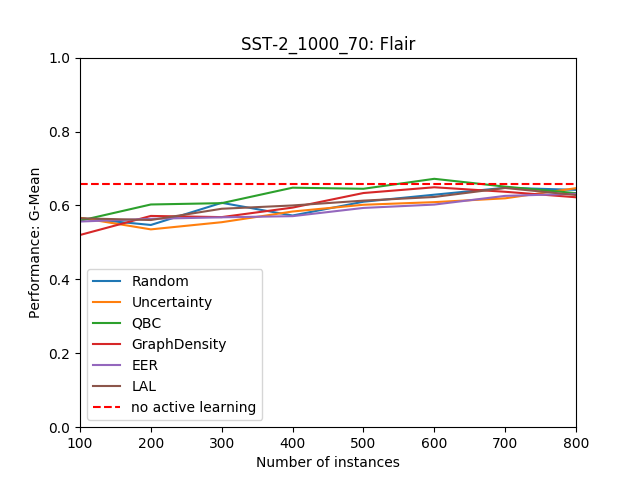 SST-2_1000_70: Flair
Performance: G-Mean
1.0
0.8
0.6
0.4
0.2
0.0
Random
Uncertainty
QBC
GraphDensity
EER
LAL
no active learning
100 200 300 400 500 600 700 800
Number of instances